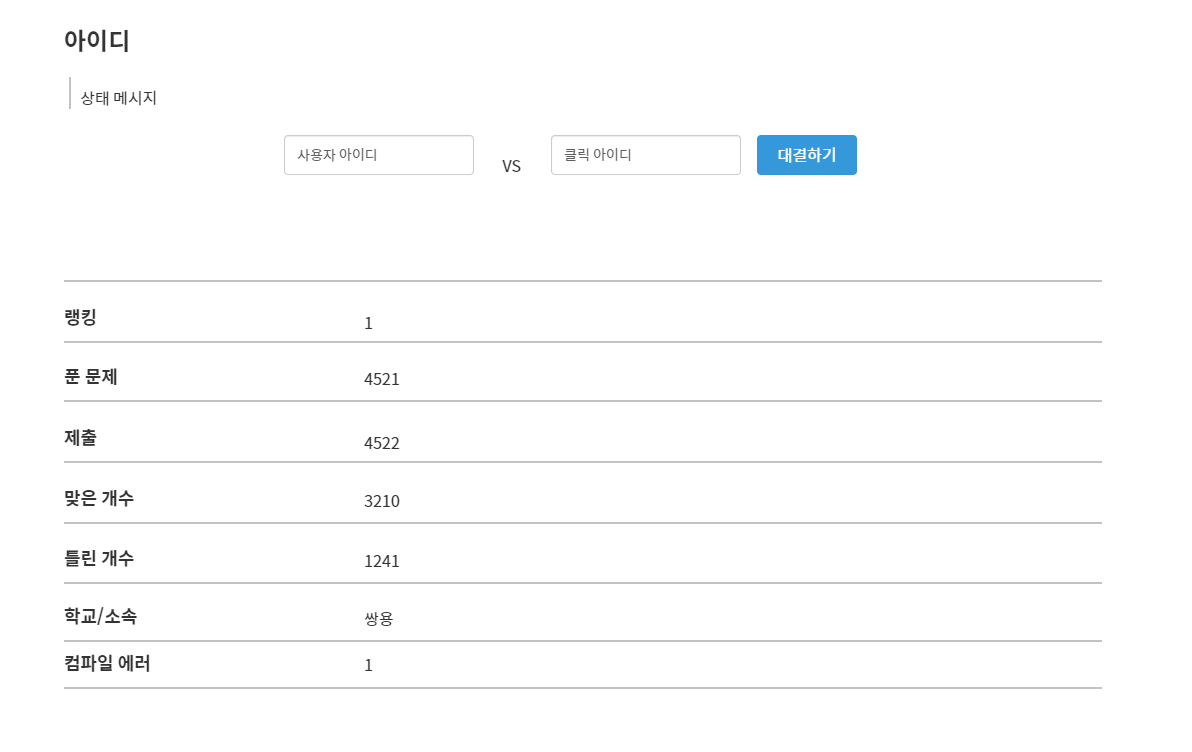 아이디
상태 메시지
사용자 아이디 VS 클릭 아이디 대결하기
랭킹 1
푼 문제 4521
제출 4522
맞은 개수 3210
틀린 개수 1241
학교/소속 쌍용
컴파일 에러 1